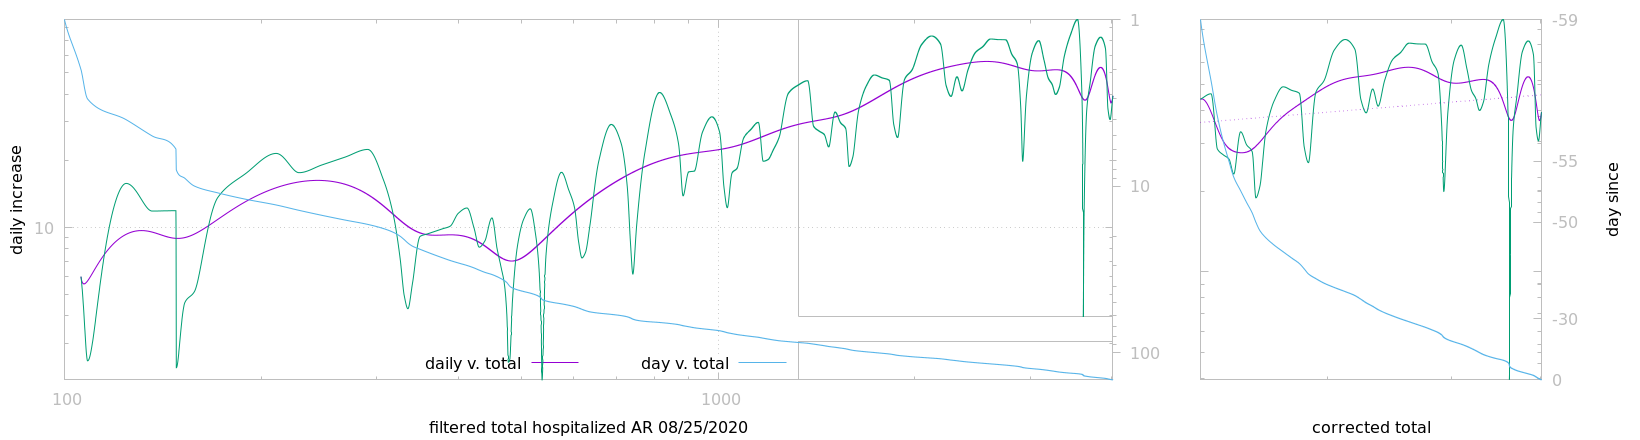 1
-59
daily increase
10
10
-55
-50
day since
-30
daily v. total
day v. total
100
0
100
1000
filtered total hospitalized AR 08/25/2020
corrected total